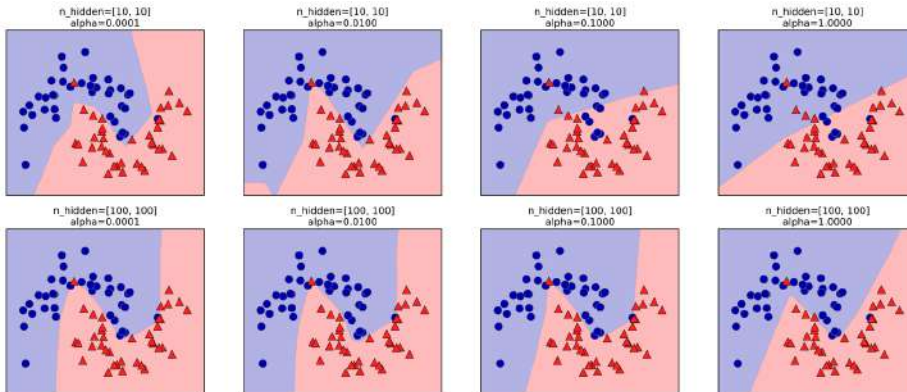 n_hidden=[10, 10]
alpha=0.0001
n_hidden=[10, 10]
alpha=0.0100
n_hidden=[10, 10]
alpha=0.1000
n_hidden=[10, 10]
alpha=1.0000
n_hidden=[100, 100]
alpha=0.0001
n_hidden=[100, 100]
alpha=0.0100
n_hidden=[100, 100]
alpha=0.1000
n_hidden=[100, 100]
alpha=1.0000